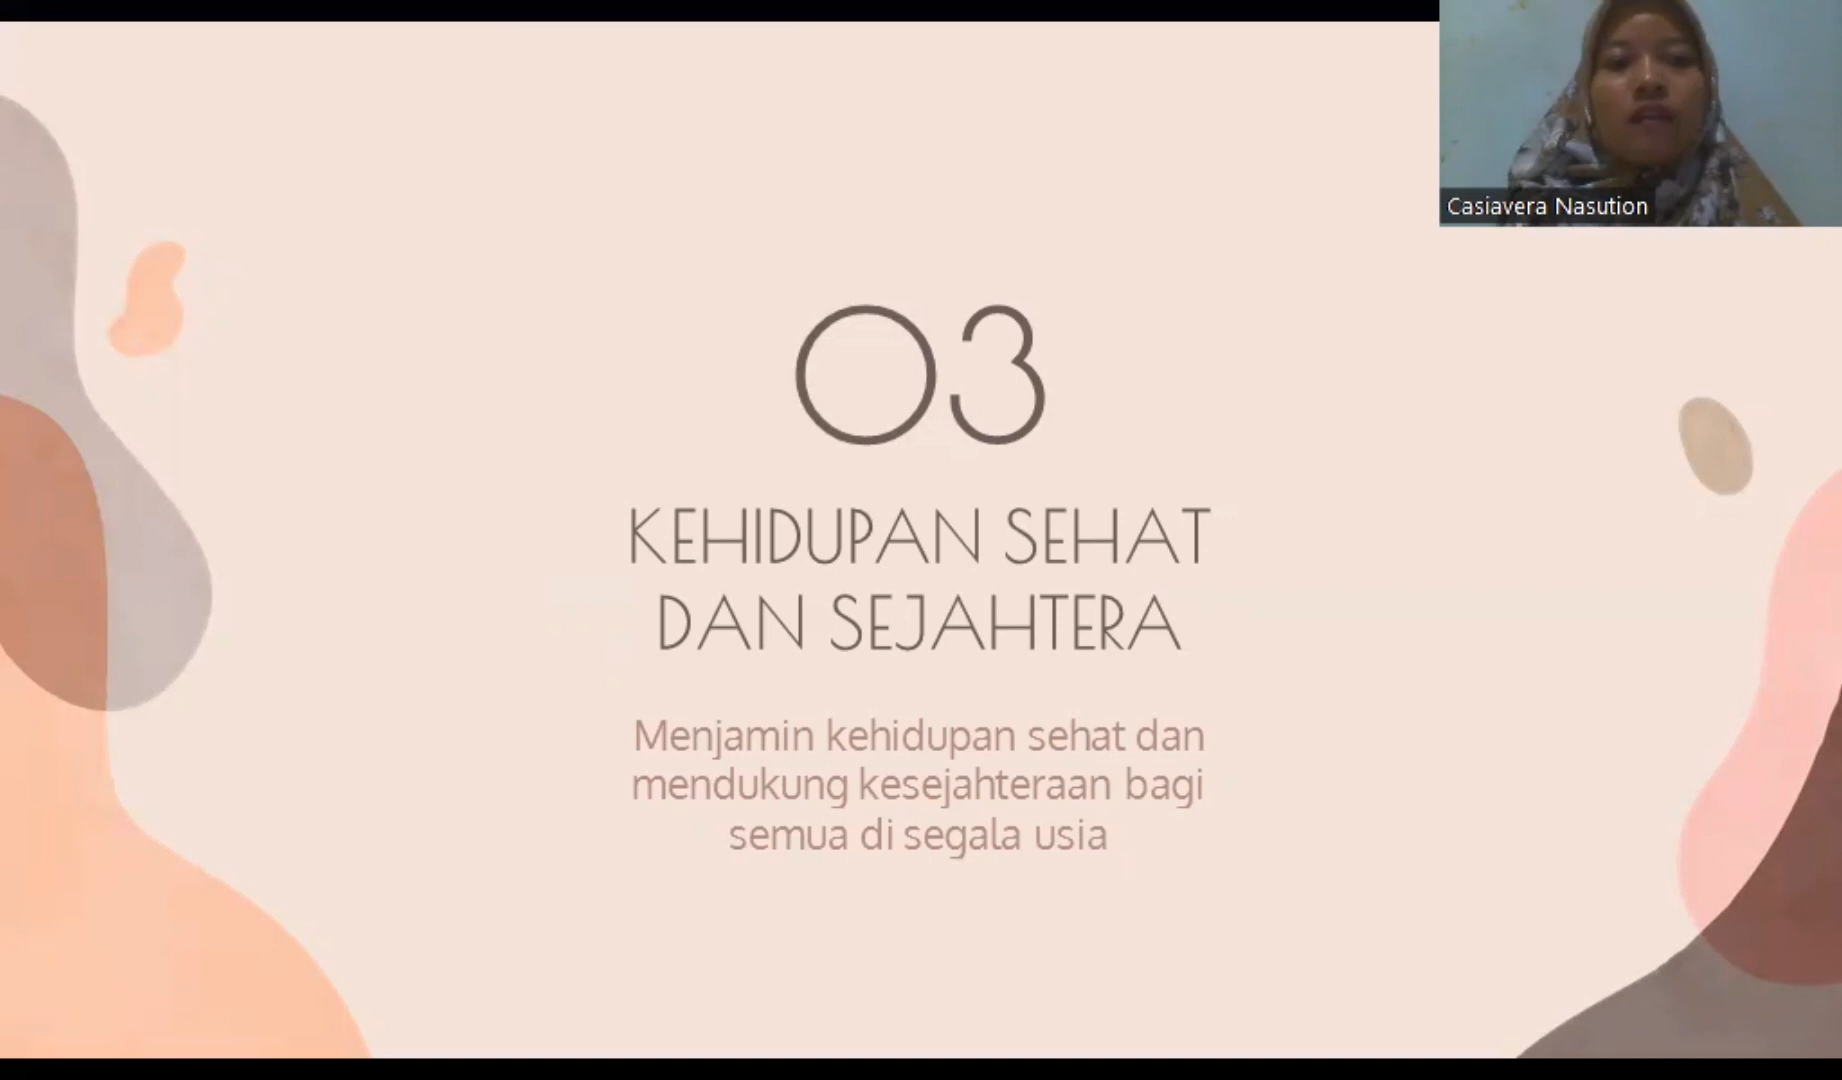 Casiavera Nasution
03
KEHIDUPAN SEHAT
DAN SEJAHTERA
Menjamin kehidupan sehat dan
mendukung kesejahteraan bagi
semua di segala usia